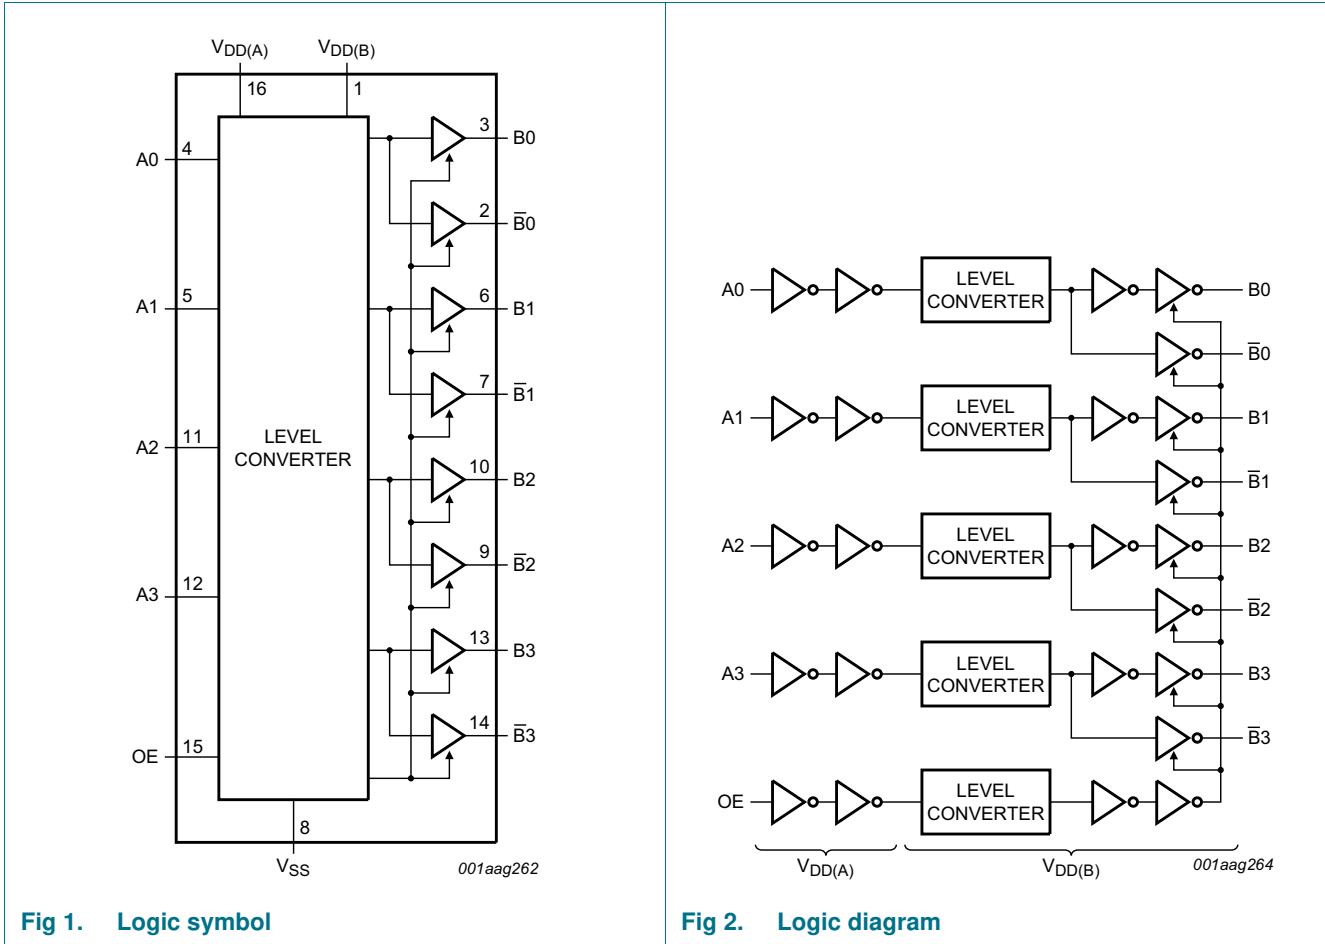 VDD(A) VDD(B)
16 1
A0 4
3 B0
2 B̅0
A1 5
6 B1
7 B̅1
A2 11
LEVEL
CONVERTER
10 B2
9 B̅2
A3 12
13 B3
14 B̅3
OE 15
8
VSS
001aag262
Fig 1. Logic symbol
A0 LEVEL CONVERTER B0
B̅0
A1 LEVEL CONVERTER B1
B̅1
A2 LEVEL CONVERTER B2
B̅2
A3 LEVEL CONVERTER B3
B̅3
OE LEVEL CONVERTER
VDD(A) VDD(B) 001aag264
Fig 2. Logic diagram